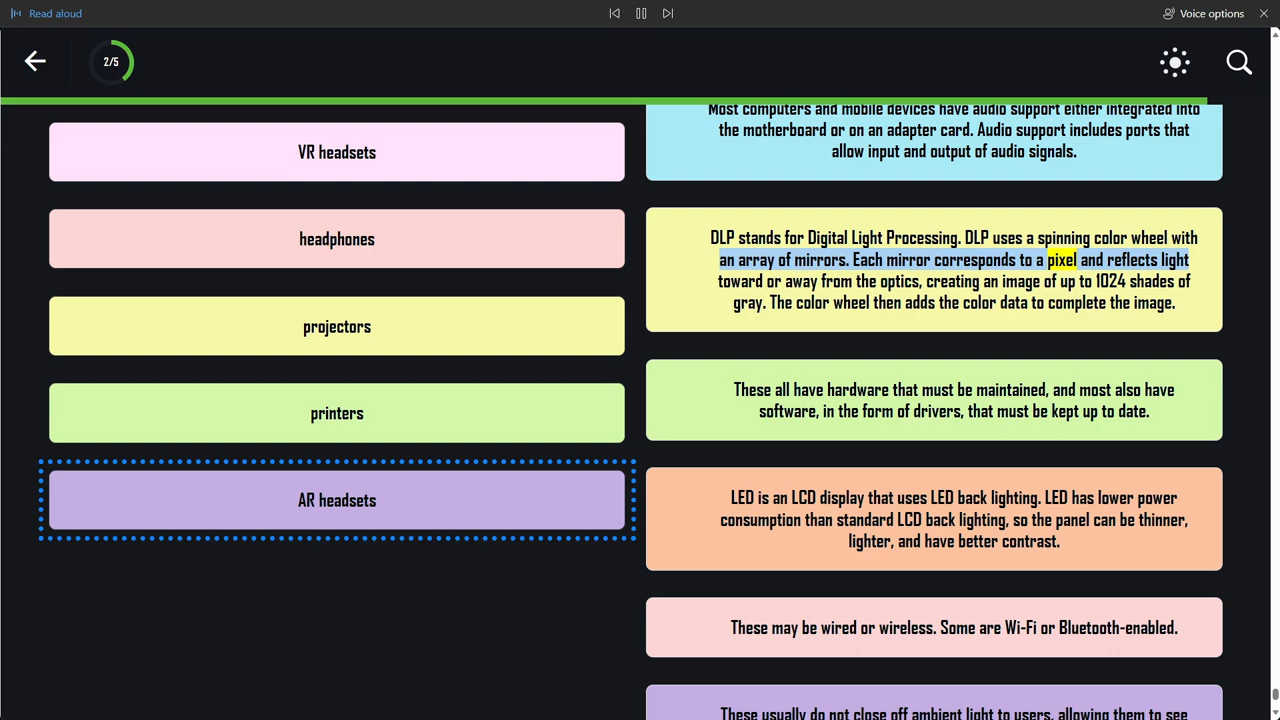 Read aloud
Voice options
2/5
VR headsets
headphones
projectors
printers
AR headsets
Most computers and mobile devices have audio support either integrated into
the motherboard or on an adapter card. Audio support includes ports that
allow input and output of audio signals.
DLP stands for Digital Light Processing. DLP uses a spinning color wheel with
an array of mirrors. Each mirror corresponds to a pixel and reflects light
toward or away from the optics, creating an image of up to 1024 shades of
gray. The color wheel then adds the color data to complete the image.
These all have hardware that must be maintained, and most also have
software, in the form of drivers, that must be kept up to date.
LED is an LCD display that uses LED back lighting. LED has lower power
consumption than standard LCD back lighting, so the panel can be thinner,
lighter, and have better contrast.
These may be wired or wireless. Some are Wi-Fi or Bluetooth-enabled.
These usually do not close off ambient light to users, allowing them to see